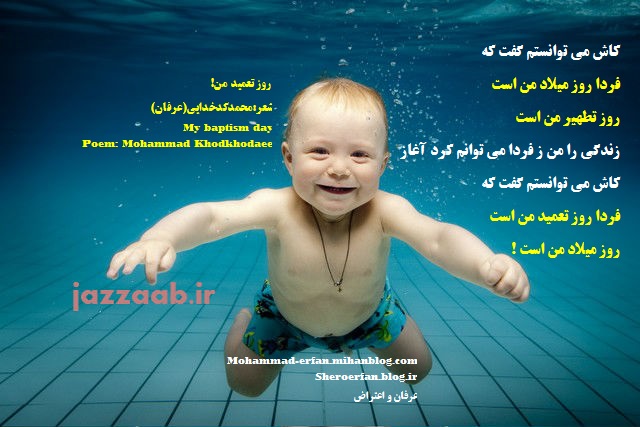 کاش می توانستم گفت که
فردا روز میلاد من است
روز تطهیر من است
زندگی را من ز فردا می توانم کرد آغاز
کاش می توانستم گفت که
فردا روز تعمید من است
روز میلاد من است !
روز تعمید من!
شعر:محمدکدخدایی(عرفان)
My baptism day
Poem: Mohammad Khodkhodaee
jazzaab.ir
Mohammad-erfan.mihanblog.com
Sheroerfan.blog.ir
عرفان و اعتراض